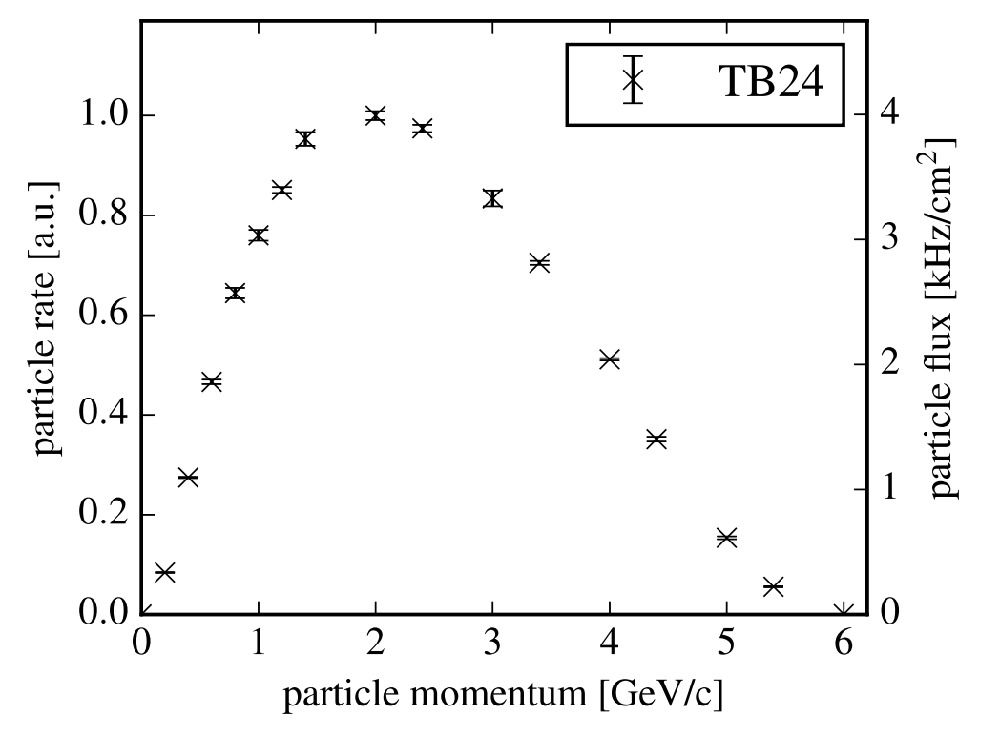 TB24
1.0
0.8
0.6
0.4
0.2
0.0
particle rate [a.u.]
4
3
2
1
0
particle flux [kHz/cm²]
0 1 2 3 4 5 6
particle momentum [GeV/c]